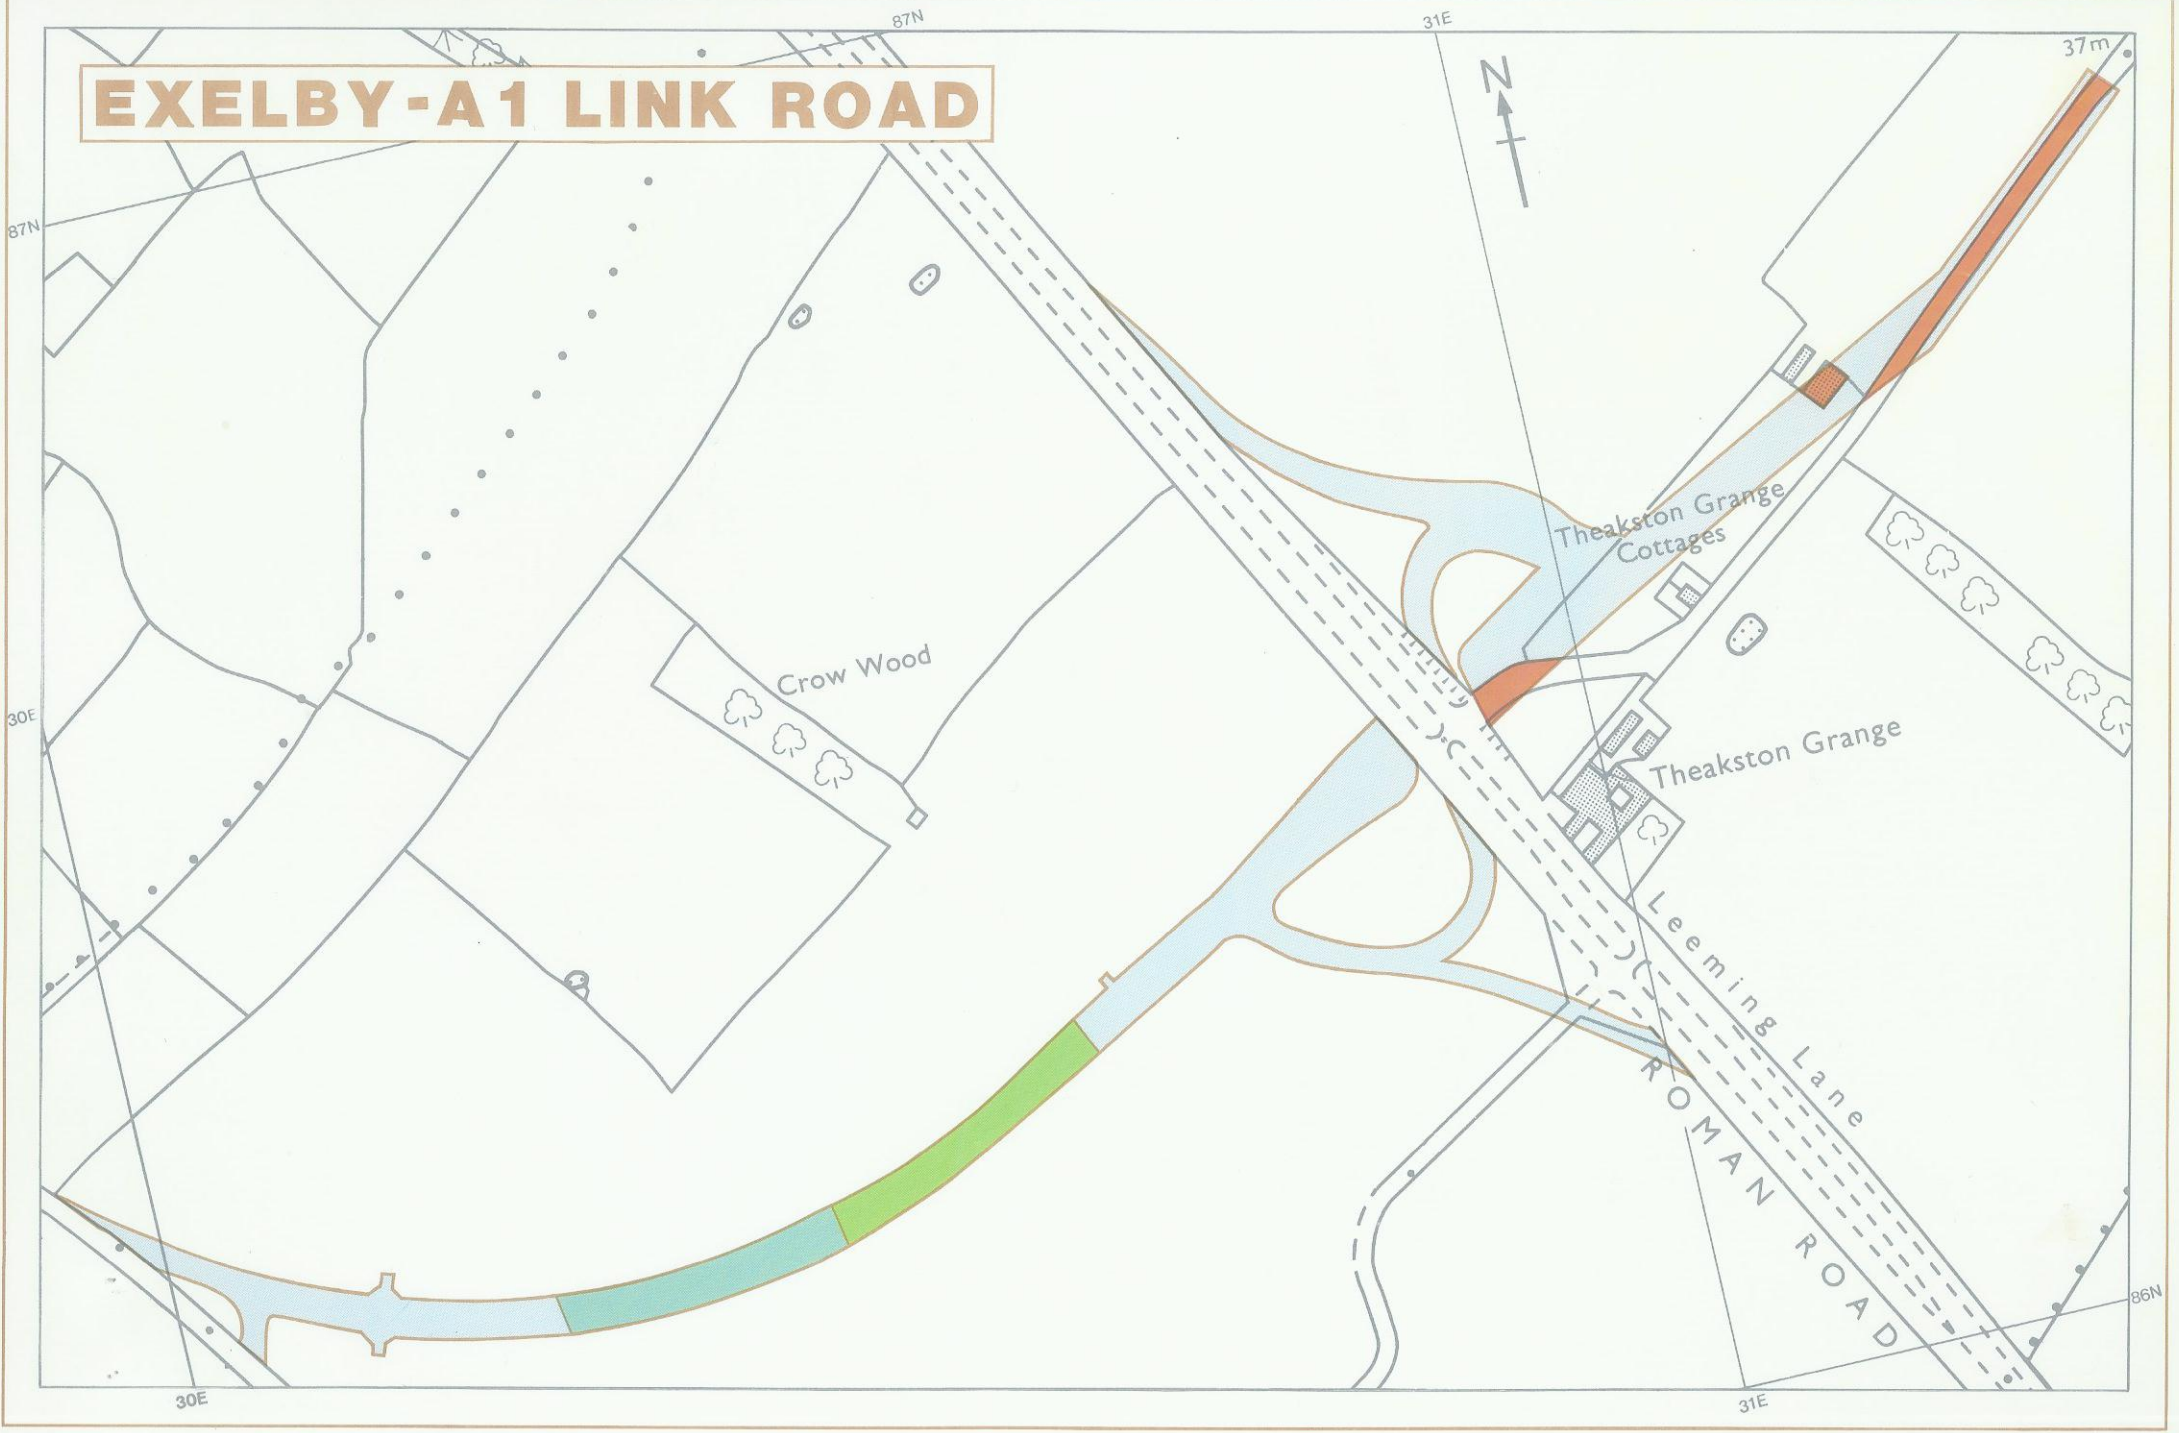 87N
31E
37m
N
EXELBY-A1 LINK ROAD
87N
Theakston Grange
Cottages
Crow Wood
30E
Theakston Grange
Leeming Lane
ROMAN ROAD
86N
30E
31E